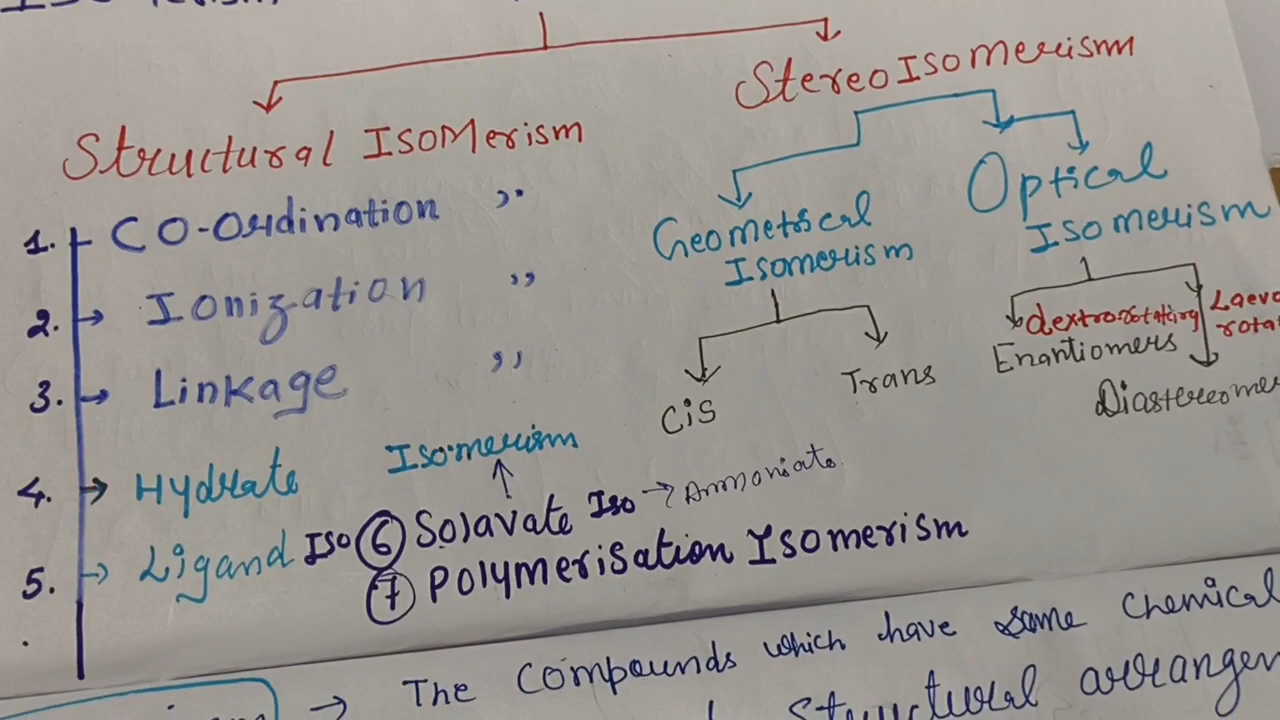 Stereo Isomerism
Structural Isomerism
Geometrical Isomerism
Optical Isomerism
1. Co-Ordination ,,
2. Ionization ,,
3. Linkage ,,
4. Hydrate Isomerism
5. Ligand Iso
6 Solavate Iso → Ammoniate
7 Polymerisation Isomerism
Cis
Trans
dextrorotating
Enantiomers
→ The compounds which have same chemical
structural